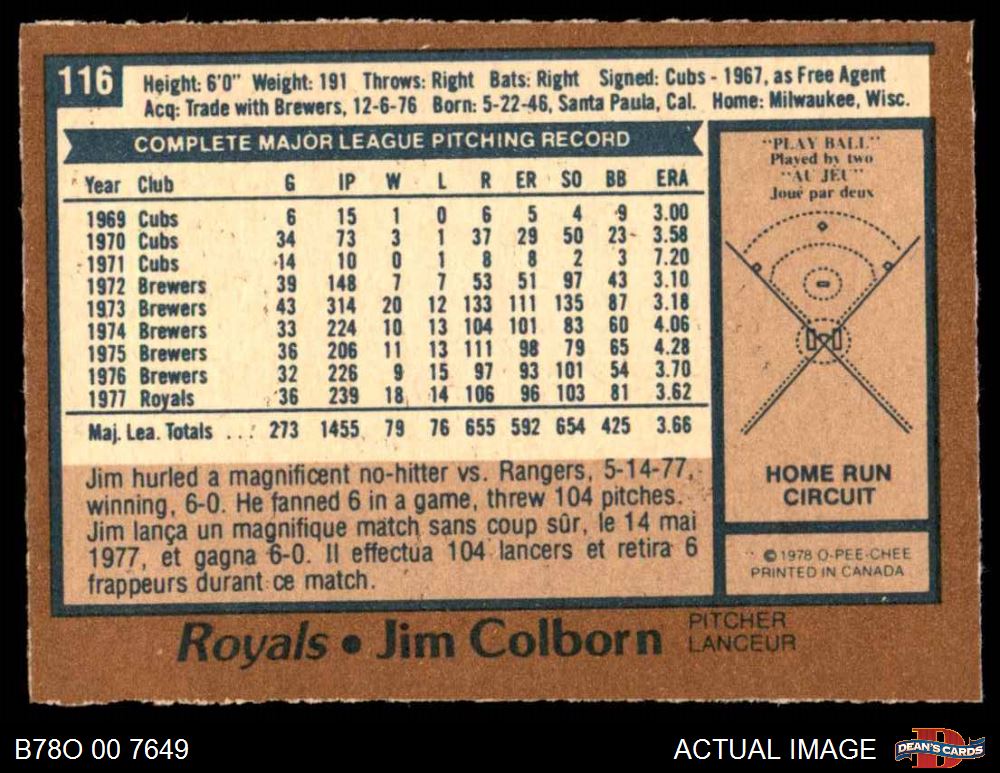 116
Height: 6'0" Weight: 191 Throws: Right Bats: Right Signed: Cubs - 1967, as Free Agent
Acq: Trade with Brewers, 12-6-76 Born: 5-22-46, Santa Paula, Cal. Home: Milwaukee, Wisc.
COMPLETE MAJOR LEAGUE PITCHING RECORD
Year Club G IP W L R ER SO BB ERA
1969 Cubs 6 15 1 0 6 5 4 9 3.00
1970 Cubs 34 73 3 1 37 29 50 23 3.58
1971 Cubs 14 10 0 1 8 8 2 3 7.20
1972 Brewers 39 148 7 7 53 51 97 43 3.10
1973 Brewers 43 314 20 12 133 111 135 87 3.18
1974 Brewers 33 224 10 13 104 101 83 60 4.06
1975 Brewers 36 206 11 13 111 98 79 65 4.28
1976 Brewers 32 226 9 15 97 93 101 54 3.70
1977 Royals 36 239 18 14 106 96 103 81 3.62
Maj. Lea. Totals ... 273 1455 79 76 655 592 654 425 3.66
Jim hurled a magnificent no-hitter vs. Rangers, 5-14-77,
winning, 6-0. He fanned 6 in a game, threw 104 pitches.
Jim lança un magnifique match sans coup sûr, le 14 mai
1977, et gagna 6-0. Il effectua 104 lancers et retira 6
frappeurs durant ce match.
"PLAY BALL"
Played by two
"AU JEU"
Joué par deux
HOME RUN
CIRCUIT
© 1978 O-PEE-CHEE
PRINTED IN CANADA
Royals • Jim Colborn
PITCHER
LANCEUR
B78O 00 7649
ACTUAL IMAGE
DEAN'S CARDS